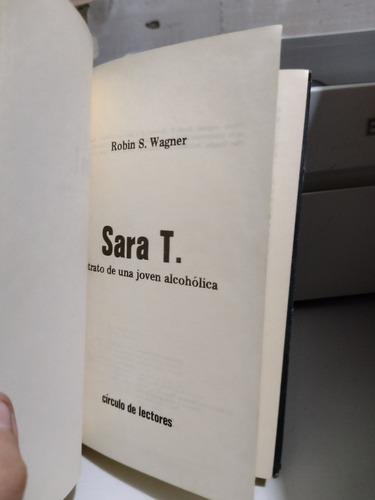 Robin S. Wagner
Sara T.
trato de una joven alcohólica
círculo de lectores